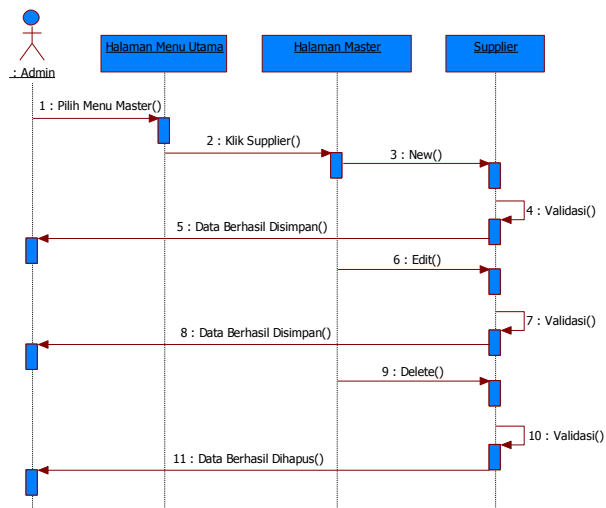 Halaman Menu Utama
Halaman Master
Supplier
: Admin
1 : Pilih Menu Master()
2 : Klik Supplier()
3 : New()
4 : Validasi()
5 : Data Berhasil Disimpan()
6 : Edit()
7 : Validasi()
8 : Data Berhasil Disimpan()
9 : Delete()
10 : Validasi()
11 : Data Berhasil Dihapus()